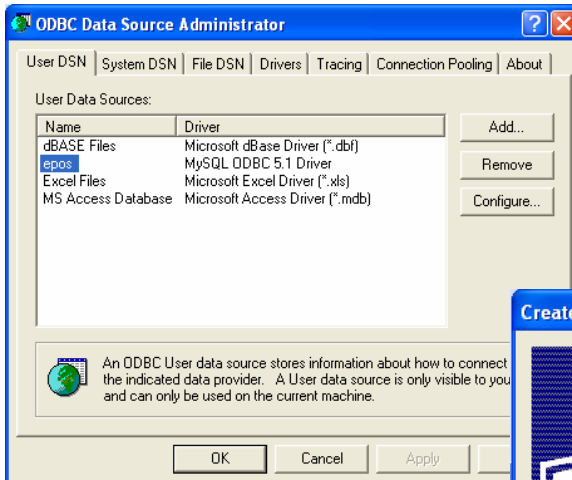 ODBC Data Source Administrator
User DSN System DSN File DSN Drivers Tracing Connection Pooling About
User Data Sources:
Name Driver
dBASE Files Microsoft dBase Driver (*.dbf)
epos MySQL ODBC 5.1 Driver
Excel Files Microsoft Excel Driver (*.xls)
MS Access Database Microsoft Access Driver (*.mdb)
Add...
Remove
Configure...
Create
An ODBC User data source stores information about how to connect
the indicated data provider. A User data source is only visible to you
and can only be used on the current machine.
OK Cancel Apply